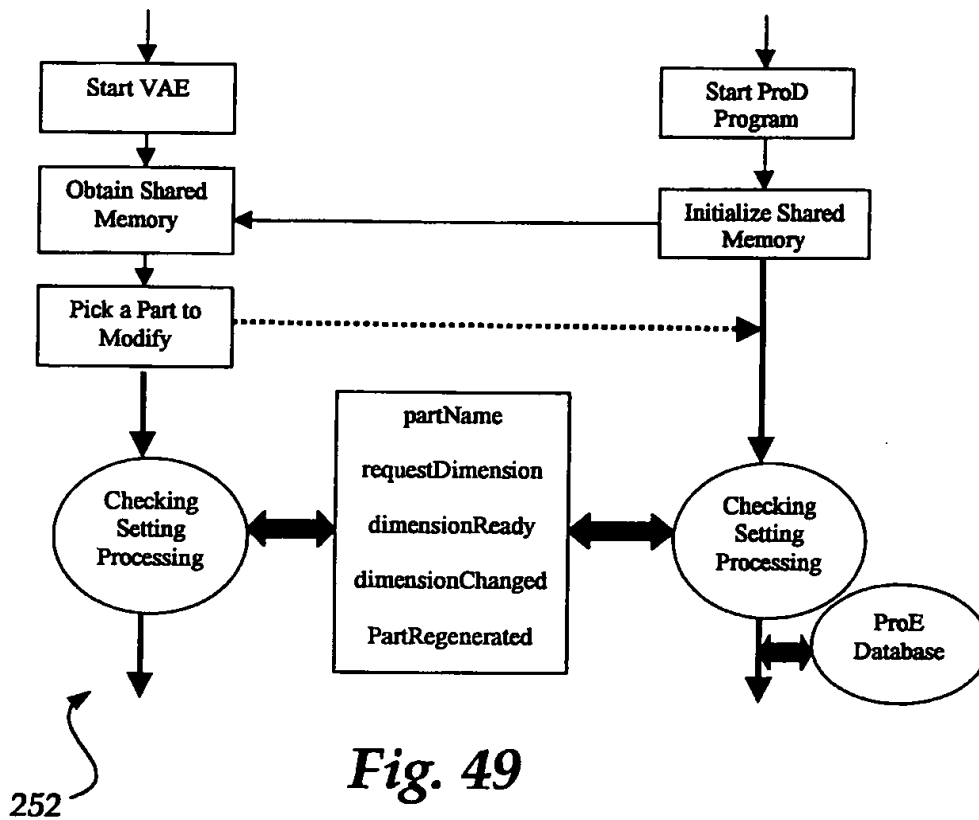 Start VAE
Start ProD
Program
Obtain Shared
Memory
Initialize Shared
Memory
Pick a Part to
Modify
partName
requestDimension
dimensionReady
dimensionChanged
PartRegenerated
Checking
Setting
Processing
Checking
Setting
Processing
ProE
Database
252
Fig. 49